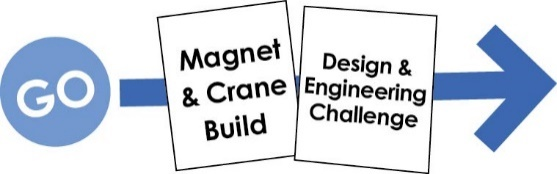 GO
Magnet
& Crane
Build
Design &
Engineering
Challenge